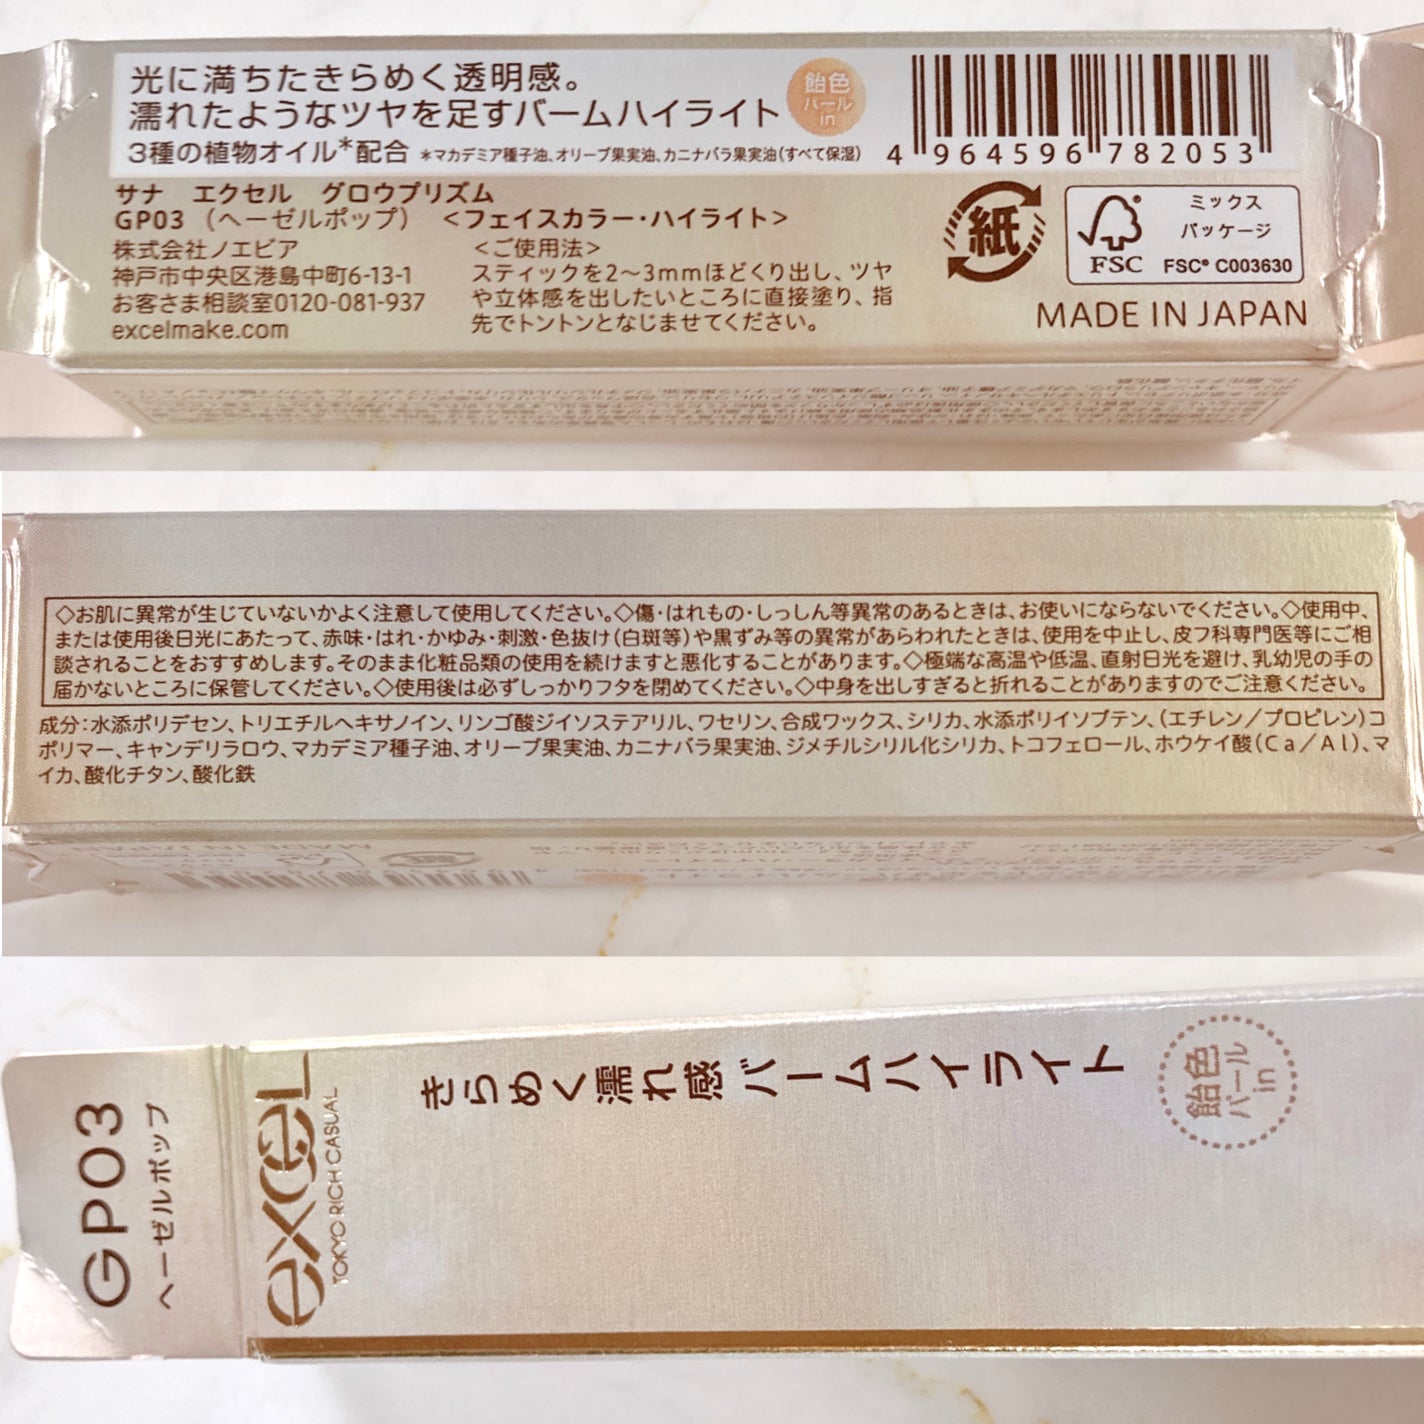 光に満ちたきらめく透明感。
濡れたようなツヤを足すバームハイライト
飴色
パール
in
3種の植物オイル*配合 *マカデミア種子油、オリーブ果実油、カニナバラ果実油(すべて保湿)
4 964596 782053
サナ エクセル グロウプリズム
GP03 (ヘーゼルポップ) <フェイスカラー・ハイライト>
株式会社ノエビア
神戸市中央区港島中町6-13-1
お客さま相談室0120-081-937
excelmake.com
<ご使用法>
スティックを2~3mmほどくり出し、ツヤ
や立体感を出したいところに直接塗り、指
先でトントンとなじませてください。
紙
FSC
ミックス
パッケージ
FSC® C003630
MADE IN JAPAN
◇お肌に異常が生じていないかよく注意して使用してください。◇傷・はれもの・しっしん等異常のあるときは、お使いにならないでください。◇使用中、
または使用後日光にあたって、赤味・はれ・かゆみ・刺激・色抜け(白斑等)や黒ずみ等の異常があらわれたときは、使用を中止し、皮フ科専門医等にご相
談されることをおすすめします。そのまま化粧品類の使用を続けますと悪化することがあります。◇極端な高温や低温、直射日光を避け、乳幼児の手の
届かないところに保管してください。◇使用後は必ずしっかりフタを閉めてください。◇中身を出しすぎると折れることがありますのでご注意ください。
成分:水添ポリデセン、トリエチルヘキサノイン、リンゴ酸ジイソステアリル、ワセリン、合成ワックス、シリカ、水添ポリイソブテン、(エチレン/プロピレン)コ
ポリマー、キャンデリラロウ、マカデミア種子油、オリーブ果実油、カニナバラ果実油、ジメチルシリル化シリカ、トコフェロール、ホウケイ酸(Ca/Al)、マ
イカ、酸化チタン、酸化鉄
GP03
ヘーゼルポップ
excel
TOKYO RICH CASUAL
きらめく濡れ感 バームハイライト
飴色
パール
in